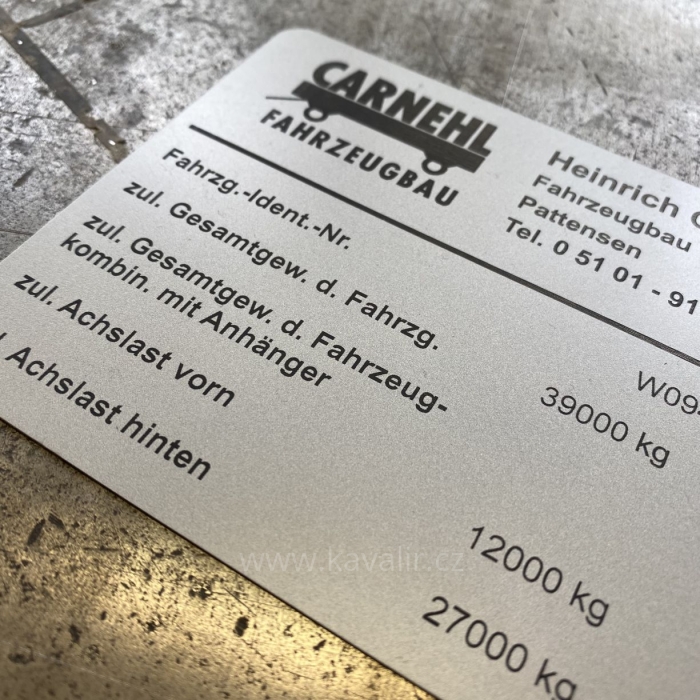 CARNEHL
FAHRZEUGBAU
Heinrich
Fahrzeugbau
Pattensen
Tel. 0 51 01 - 91
Fahrzg.-Ident.-Nr.
W09
zul. Gesamtgew. d. Fahrzg.
39000 kg
zul. Gesamtgew. d. Fahrzeug-
kombin. mit Anhänger
zul. Achslast vorn
12000 kg
Achslast hinten
27000 kg
www.kavalir.cz